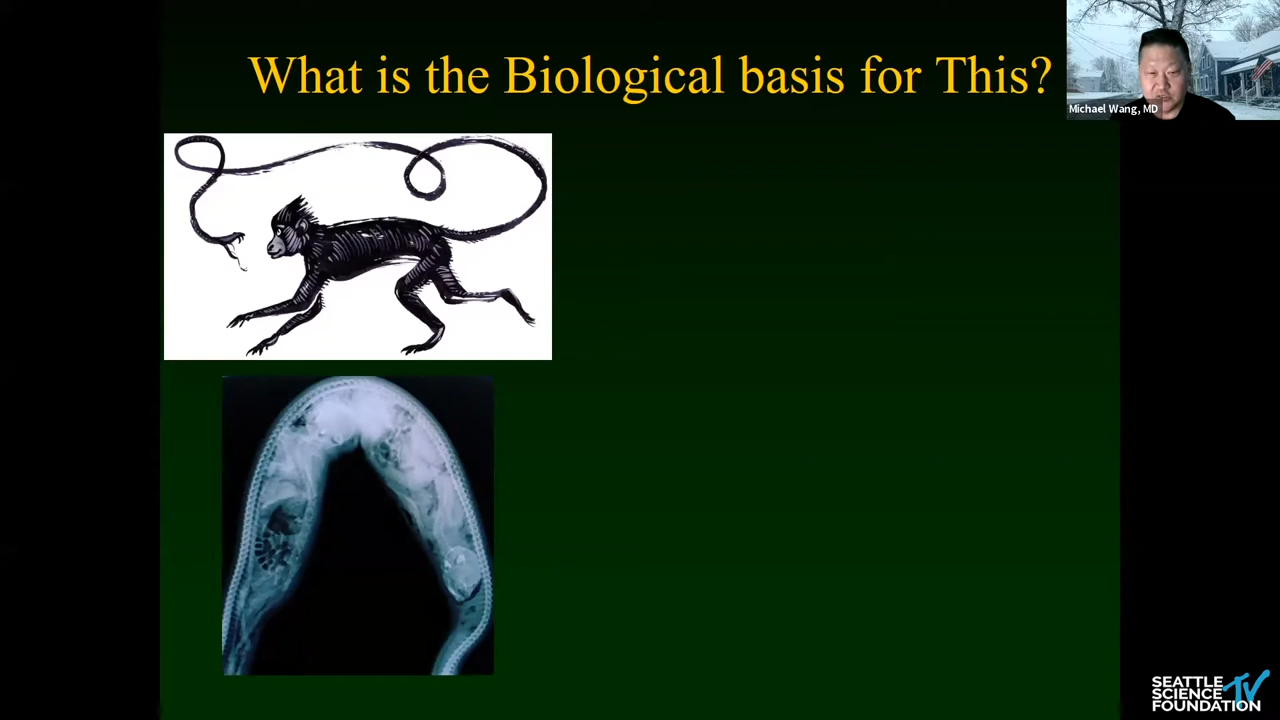 What is the Biological basis for This?
Michael Wang, MD
SEATTLE
SCIENCE
FOUNDATION
TV